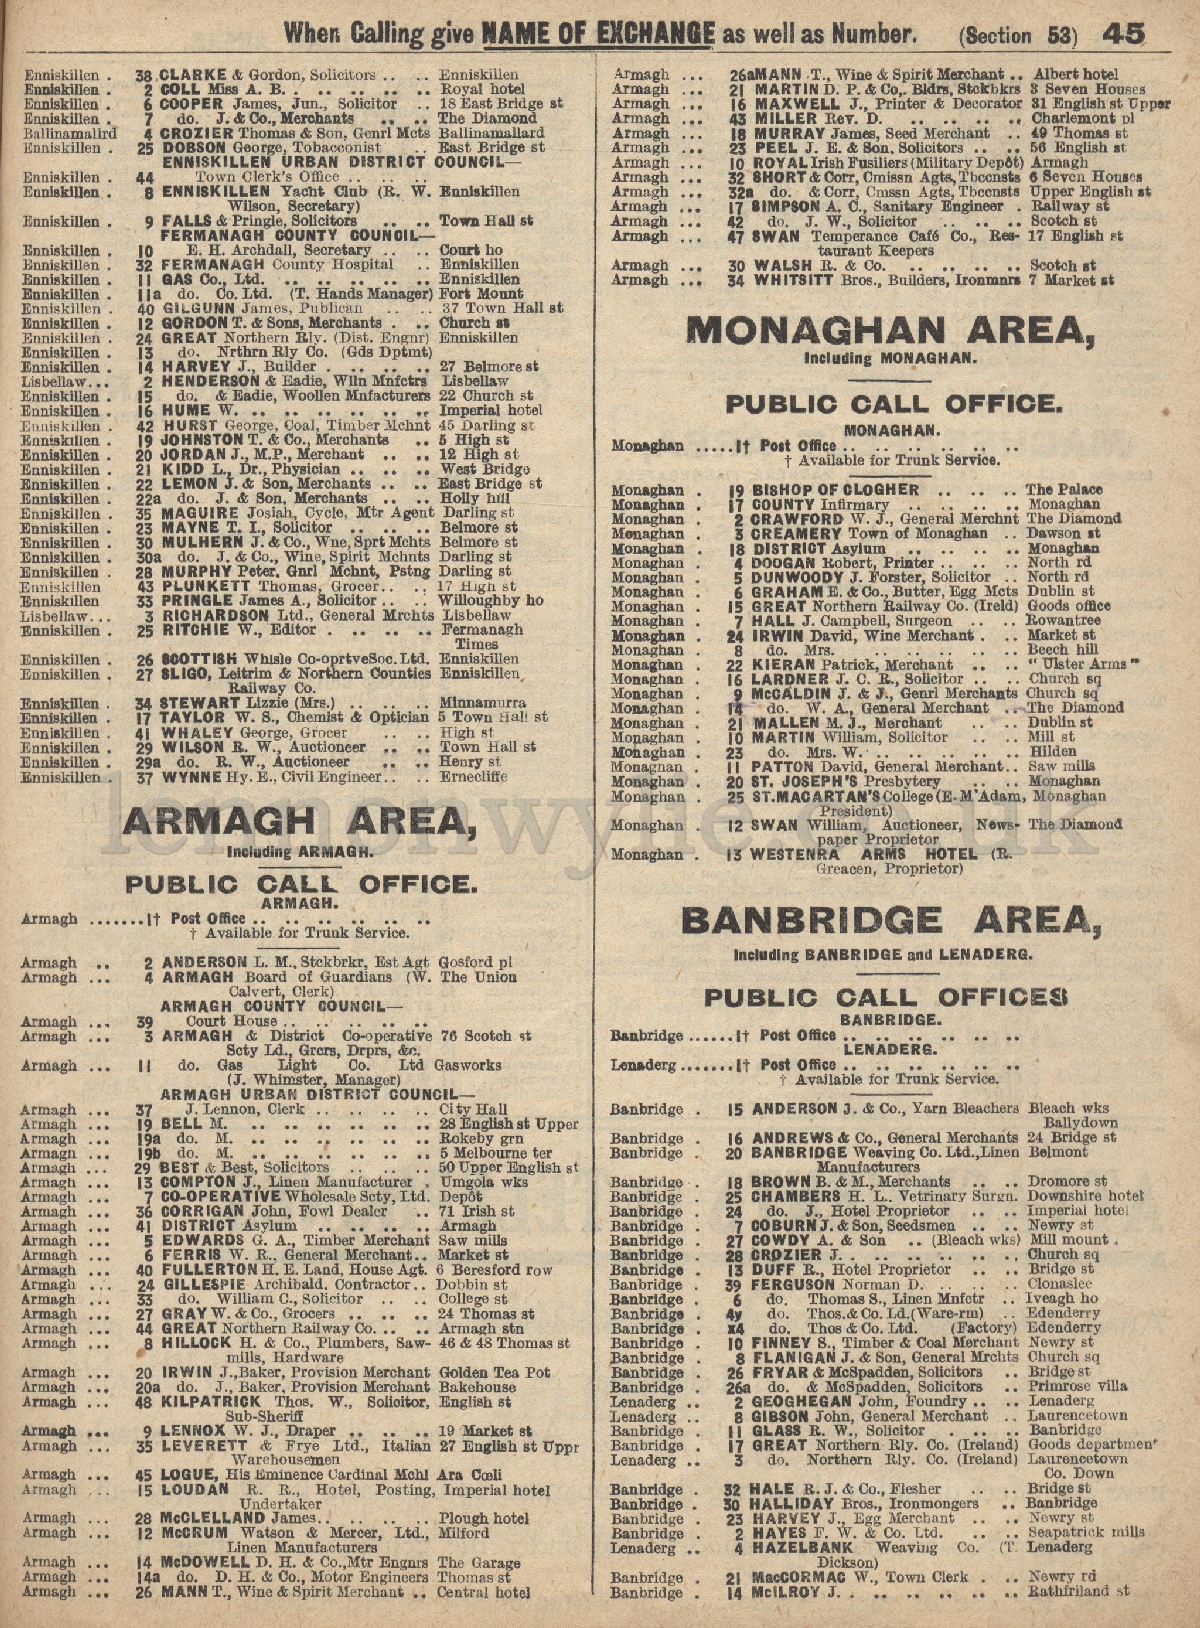 When Calling give NAME OF EXCHANGE as well as Number. (Section 53) 45
Enniskillen . 38 CLARKE & Gordon, Solicitors .. .. Enniskillen
Enniskillen . 2 COLL Miss A. B. .. .. .. .. .. Royal hotel
Enniskillen . 6 COOPER James, Jun., Solicitor .. 18 East Bridge st
Enniskillen . 7 do. J. & Co., Merchants .. .. The Diamond
Ballinamallrd 4 CROZIER Thomas & Son, Genrl Mcts Ballinamallard
Enniskillen . 25 DOBSON George, Tobacconist .. East Bridge st
ENNISKILLEN URBAN DISTRICT COUNCIL—
Enniskillen . 44 Town Clerk's Office .. .. ..
Enniskillen . 8 ENNISKILLEN Yacht Club (R. W. Enniskillen
Wilson, Secretary)
Enniskillen . 9 FALLS & Pringle, Solicitors .. .. Town Hall st
FERMANAGH COUNTY COUNCIL—
Enniskillen . 10 E. H. Archdall, Secretary .. .. Court ho
Enniskillen . 32 FERMANAGH County Hospital .. Enniskillen
Enniskillen . 11 GAS Co., Ltd. .. .. .. .. .. Enniskillen
Enniskillen . 11a do. Co. Ltd. (T. Hands Manager) Fort Mount
Enniskillen . 40 GILGUNN James, Publican .. .. 37 Town Hall st
Enniskillen . 12 GORDON T. & Sons, Merchants . .. Church st
Enniskillen . 24 GREAT Northern Rly. (Dist. Engnr) Enniskillen
Enniskillen . 13 do. Nrthrn Rly Co. (Gds Dptmt)
Enniskillen . 14 HARVEY J., Builder . .. .. .. .. 27 Belmore st
Lisbellaw... 2 HENDERSON & Eadie, Wlln Mnfctrs Lisbellaw
Enniskillen . 15 do. & Eadie, Woollen Mnfacturers 22 Church st
Enniskillen . 16 HUME W. .. .. .. .. .. .. .. Imperial hotel
Enniskillen . 42 HURST George, Coal, Timber Mchnt 45 Darling st
Enniskillen . 19 JOHNSTON T. & Co., Merchants .. 5 High st
Enniskillen . 20 JORDAN J., M.P., Merchant .. .. 12 High st
Enniskillen . 21 KIDD L., Dr., Physician .. .. .. West Bridge
Enniskillen . 22 LEMON J. & Son, Merchants .. .. East Bridge st
Enniskillen . 22a do. J. & Son, Merchants .. .. Holly hill
Enniskillen . 35 MAGUIRE Josiah, Cycle, Mtr Agent Darling st
Enniskillen . 23 MAYNE T. I., Solicitor .. .. .. Belmore st
Enniskillen . 30 MULHERN J. & Co., Wne, Sprt Mchts Belmore st
Enniskillen . 30a do. J. & Co., Wine, Spirit Mchnts Darling st
Enniskillen . 28 MURPHY Peter, Gnrl Mchnt, Pstng Darling st
Enniskillen . 43 PLUNKETT Thomas, Grocer.. .. 17 High st
Enniskillen . 33 PRINGLE James A., Solicitor .. .. Willoughby ho
Lisbellaw... 3 RICHARDSON Ltd., General Mrchts Lisbellaw
Enniskillen . 25 RITCHIE W., Editor . .. .. .. .. Fermanagh
Times
Enniskillen . 26 SCOTTISH Whlsle Co-oprtveSoc. Ltd. Enniskillen
Enniskillen . 27 SLIGO, Leitrim & Northern Counties Enniskillen
Railway Co.
Enniskillen . 34 STEWART Lizzie (Mrs.) .. .. .. Minnamurra
Enniskillen . 17 TAYLOR W. S., Chemist & Optician 5 Town Hall st
Enniskillen . 41 WHALEY George, Grocer .. .. High st
Enniskillen . 29 WILSON R. W., Auctioneer .. .. Town Hall st
Enniskillen . 29a do. R. W., Auctioneer .. .. Henry st
Enniskillen . 37 WYNNE Hy. E., Civil Engineer.. .. Ernecliffe
ARMAGH AREA,
Including ARMAGH.
PUBLIC CALL OFFICE.
ARMAGH.
Armagh .......1† Post Office .. .. .. .. .. .. ..
† Available for Trunk Service.
Armagh .. 2 ANDERSON L. M., Stckbrkr, Est Agt Gosford pl
Armagh ... 4 ARMAGH Board of Guardians (W. The Union
Calvert, Clerk)
ARMAGH COUNTY COUNCIL—
Armagh ... 39 Court House .. .. .. .. ..
Armagh ... 3 ARMAGH & District Co-operative 76 Scotch st
Scty Ld., Grcrs, Drprs, &c.
Armagh ... 11 do. Gas Light Co. Ltd Gasworks
(J. Whimster, Manager)
ARMAGH URBAN DISTRICT COUNCIL—
Armagh ... 37 J. Lennon, Clerk .. .. .. .. City Hall
Armagh ... 19 BELL M. .. .. .. .. .. .. .. 28 English st Upper
Armagh ... 19a do. M. .. .. .. .. .. .. .. Rokeby grn
Armagh ... 19b do. M. .. .. .. .. .. .. .. 5 Melbourne ter
Armagh ... 29 BEST & Best, Solicitors .. .. .. 50 Upper English st
Armagh ... 13 COMPTON J., Linen Manufacturer . Umgola wks
Armagh ... 7 CO-OPERATIVE Wholesale Scty, Ltd. Depôt
Armagh ... 36 CORRIGAN John, Fowl Dealer .. 71 Irish st
Armagh ... 41 DISTRICT Asylum .. .. .. .. Armagh
Armagh ... 5 EDWARDS G. A., Timber Merchant Saw mills
Armagh ... 6 FERRIS W. R., General Merchant.. Market st
Armagh ... 40 FULLERTON H. E. Land, House Agt. 6 Beresford row
Armagh ... 24 GILLESPIE Archibald, Contractor.. Dobbin st
Armagh ... 33 do. William C., Solicitor .. .. College st
Armagh ... 27 GRAY W. & Co., Grocers .. .. .. 24 Thomas st
Armagh ... 44 GREAT Northern Railway Co. .. .. Armagh stn
Armagh ... 8 HILLOCK H. & Co., Plumbers, Saw- 46 & 48 Thomas st
mills, Hardware
Armagh ... 20 IRWIN J.,Baker, Provision Merchant Golden Tea Pot
Armagh ... 20a do. J., Baker, Provision Merchant Bakehouse
Armagh ... 48 KILPATRICK Thos. W., Solicitor, English st
Sub-Sheriff
Armagh ... 9 LENNOX W. J., Draper .. .. .. 19 Market st
Armagh ... 35 LEVERETT & Frye Ltd., Italian 27 English st Uppr
Warehousemen
Armagh ... 45 LOGUE, His Eminence Cardinal Mchl Ara Cœli
Armagh ... 15 LOUDAN R. R., Hotel, Posting, Imperial hotel
Undertaker
Armagh ... 28 McCLELLAND James.. .. .. .. Plough hotel
Armagh ... 12 McCRUM Watson & Mercer, Ltd., Milford
Linen Manufacturers
Armagh ... 14 McDOWELL D. H. & Co.,Mtr Engnrs The Garage
Armagh ... 14a do. D. H. & Co., Motor Engineers Thomas st
Armagh ... 26 MANN T., Wine & Spirit Merchant .. Central hotel
Armagh ... 26a MANN T., Wine & Spirit Merchant .. Albert hotel
Armagh ... 21 MARTIN D. P. & Co,. Bldrs, Stckbkrs 3 Seven Houses
Armagh ... 16 MAXWELL J., Printer & Decorator 31 English st Upper
Armagh ... 43 MILLER Rev. D. .. .. .. .. .. Charlemont pl
Armagh ... 18 MURRAY James, Seed Merchant .. 49 Thomas st
Armagh ... 23 PEEL J. E. & Son, Solicitors .. .. 56 English st
Armagh ... 10 ROYAL Irish Fusiliers (Military Depôt) Armagh
Armagh ... 32 SHORT & Corr, Cmissn Agts, Tbccnsts 6 Seven Houses
Armagh ... 32a do. & Corr, Cmssn Agts, Tbccnsts Upper English st
Armagh ... 17 SIMPSON A. C., Sanitary Engineer . Railway st
Armagh ... 42 do. J. W., Solicitor .. .. .. Scotch st
Armagh ... 47 SWAN Temperance Café Co., Res- 17 English st
taurant Keepers
Armagh ... 30 WALSH R. & Co. .. .. .. .. .. Scotch st
Armagh ... 34 WHITSITT Bros., Builders, Ironmnrs 7 Market st
MONAGHAN AREA,
Including MONAGHAN.
PUBLIC CALL OFFICE.
MONAGHAN.
Monaghan .....1† Post Office .. .. .. .. .. .. ..
† Available for Trunk Service.
Monaghan . 19 BISHOP OF CLOGHER .. .. .. The Palace
Monaghan . 17 COUNTY Infirmary .. .. .. .. Monaghan
Monaghan . 2 CRAWFORD W. J., General Merchnt The Diamond
Monaghan . 3 CREAMERY Town of Monaghan .. Dawson st
Monaghan . 18 DISTRICT Asylum .. .. .. .. Monaghan
Monaghan . 4 DOOGAN Robert, Printer .. .. .. North rd
Monaghan . 5 DUNWOODY J. Forster, Solicitor .. North rd
Monaghan . 6 GRAHAM E. & Co., Butter, Egg Mcts Dublin st
Monaghan . 15 GREAT Northern Railway Co. (Ireld) Goods office
Monaghan . 7 HALL J. Campbell, Surgeon .. .. Rowantree
Monaghan . 24 IRWIN David, Wine Merchant . .. Market st
Monaghan . 8 do. Mrs. .. .. .. .. .. Beech hill
Monaghan . 22 KIERAN Patrick, Merchant .. .. "Ulster Arms"
Monaghan . 16 LARDNER J. C. R., Solicitor .. .. Church sq
Monaghan . 9 McCALDIN J. & J., Genrl Merchants Church sq
Monaghan . 14 do. W. A., General Merchant .. The Diamond
Monaghan . 21 MALLEN M. J., Merchant .. .. Dublin st
Monaghan . 10 MARTIN William, Solicitor .. .. Mill st
Monaghan . 23 do. Mrs. W. .. .. .. .. .. Hilden
Monaghan . 11 PATTON David, General Merchant.. Saw mills
Monaghan . 20 ST. JOSEPH'S Presbytery .. .. Monaghan
Monaghan . 25 ST.MACARTAN'S College (E. M'Adam, Monaghan
President)
Monaghan . 12 SWAN William, Auctioneer, News- The Diamond
paper Proprietor
Monaghan . 13 WESTENRA ARMS HOTEL (R.
Greacen, Proprietor)
BANBRIDGE AREA,
Including BANBRIDGE and LENADERG.
PUBLIC CALL OFFICES
BANBRIDGE.
Banbridge ......1† Post Office .. .. .. .. .. .. ..
LENADERG.
Lenaderg .......1† Post Office .. .. .. .. .. .. ..
† Available for Trunk Service.
Banbridge . 15 ANDERSON J. & Co., Yarn Bleachers Bleach wks
Ballydown
Banbridge . 16 ANDREWS & Co., General Merchants 24 Bridge st
Banbridge . 20 BANBRIDGE Weaving Co. Ltd.,Linen Belmont
Manufacturers
Banbridge . 18 BROWN B. & M., Merchants .. .. Dromore st
Banbridge . 25 CHAMBERS H. L.. Vetrinary Surgn. Downshire hotel
Banbridge . 24 do. J., Hotel Proprietor .. .. Imperial hotel
Banbridge . 7 COBURN J. & Son, Seedsmen .. .. Newry st
Banbridge . 27 COWDY A. & Son .. (Bleach wks) Mill mount .
Banbridge . 28 CROZIER J. . .. .. .. .. .. .. Church sq
Banbridge . 13 DUFF R., Hotel Proprietor .. .. Bridge st
Banbridge . 39 FERGUSON Norman D. .. .. .. Clonaslee
Banbridge . 6 do. Thomas S., Linen Mnfctr .. Iveagh ho
Banbridge . 4y do. Thos.& Co. Ld.(Ware-rm) .. Edenderry
Banbridge . x4 do. Thos & Co. Ltd. (Factory) Edenderry
Banbridge . 10 FINNEY S., Timber & Coal Merchant Newry st
Banbridge . 8 FLANIGAN J. & Son, General Mrchts Church sq
Banbridge . 26 FRYAR & McSpadden, Solicitors .. Bridge st
Banbridge . 26a do. & McSpadden, Solicitors .. Primrose villa
Lenaderg .. 2 GEOGHEGAN John, Foundry .. .. Lenaderg
Lenaderg .. 8 GIBSON John, General Merchant .. Laurencetown
Banbridge . 11 GLASS R. W., Solicitor . .. .. .. Banbridge
Banbridge . 17 GREAT Northern Rly. Co. (Ireland) Goods department
Lenaderg .. 3 do. Northern Rly. Co. (Ireland) Laurencetown
Co. Down
Banbridge . 32 HALE R. J. & Co., Flesher .. .. Bridge st
Banbridge . 30 HALLIDAY Bros., Ironmongers .. Banbridge
Banbridge . 23 HARVEY J., Egg Merchant .. .. Newry st
Banbridge . 2 HAYES F. W. & Co. Ltd. .. .. Seapatrick mills
Lenaderg .. 4 HAZELBANK Weaving Co. (T. Lenaderg
Dickson)
Banbridge . 21 MacCORMAC W., Town Clerk . .. Newry rd
Banbridge . 14 McILROY J. . .. .. .. .. .. Rathfriland st